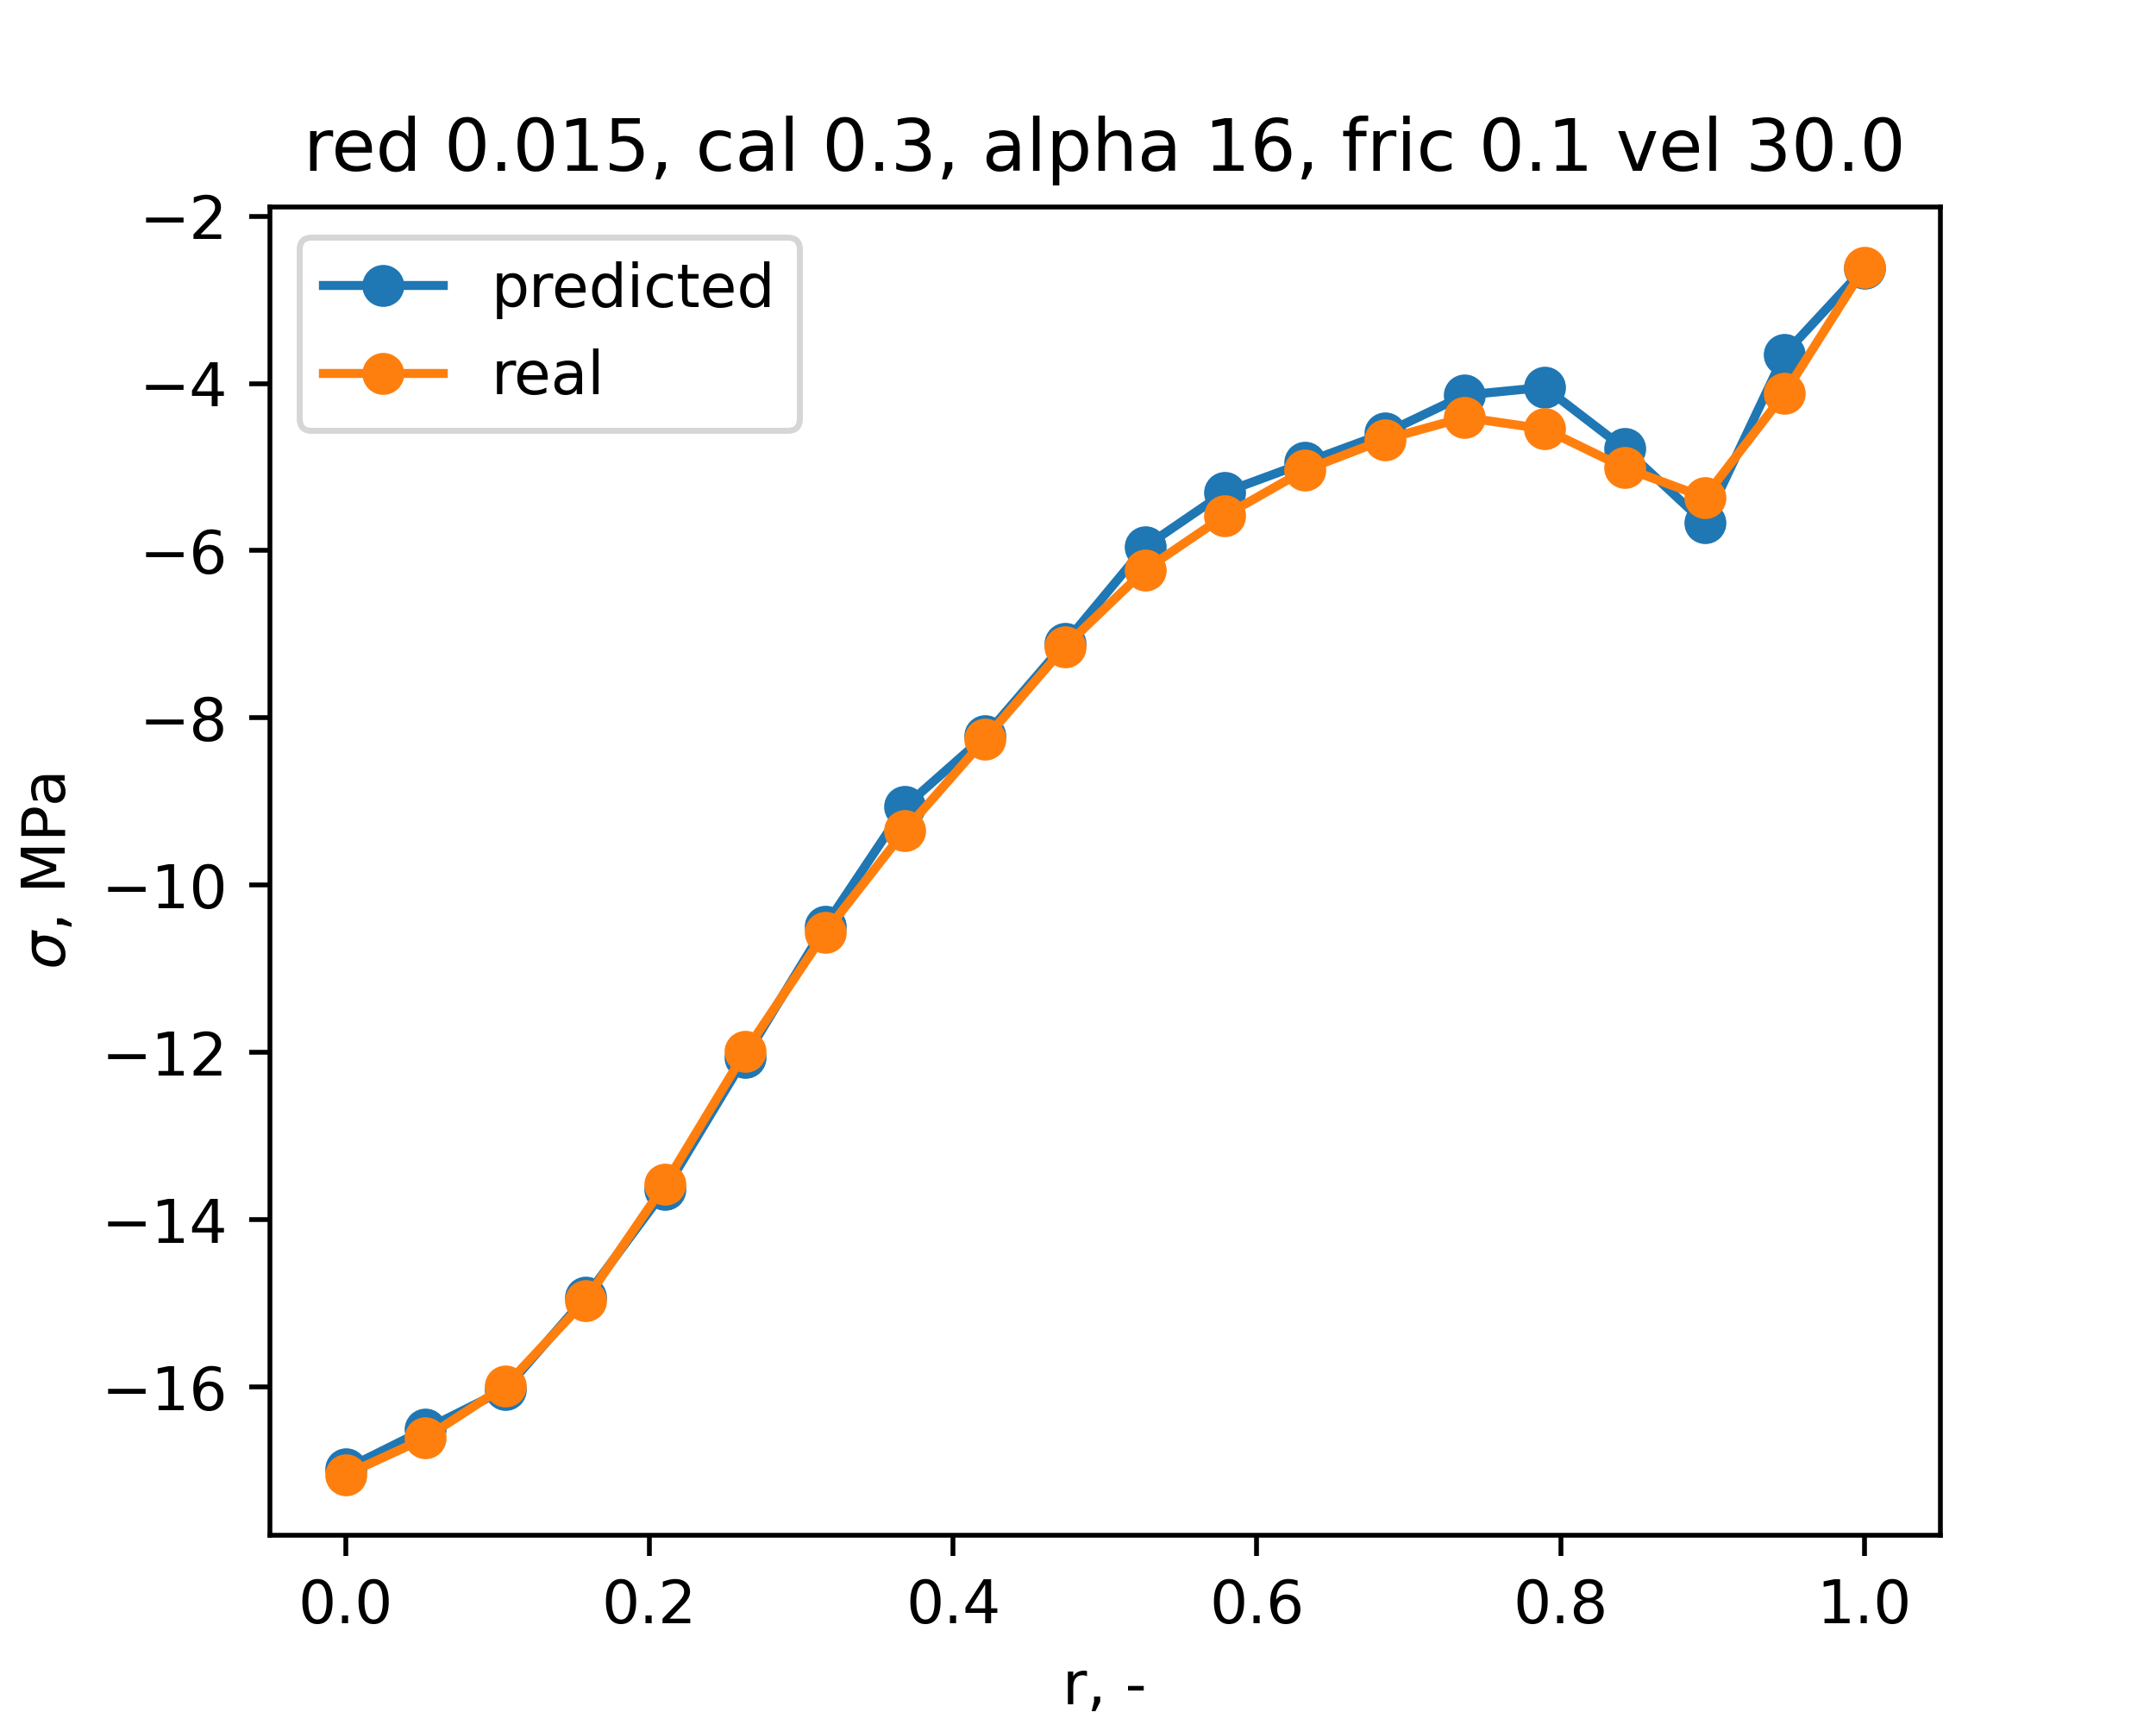 red 0.015, cal 0.3, alpha 16, fric 0.1 vel 30.0
predicted
real
−2
−4
−6
−8
−10
−12
−14
−16
σ, MPa
0.0 0.2 0.4 0.6 0.8 1.0
r, -